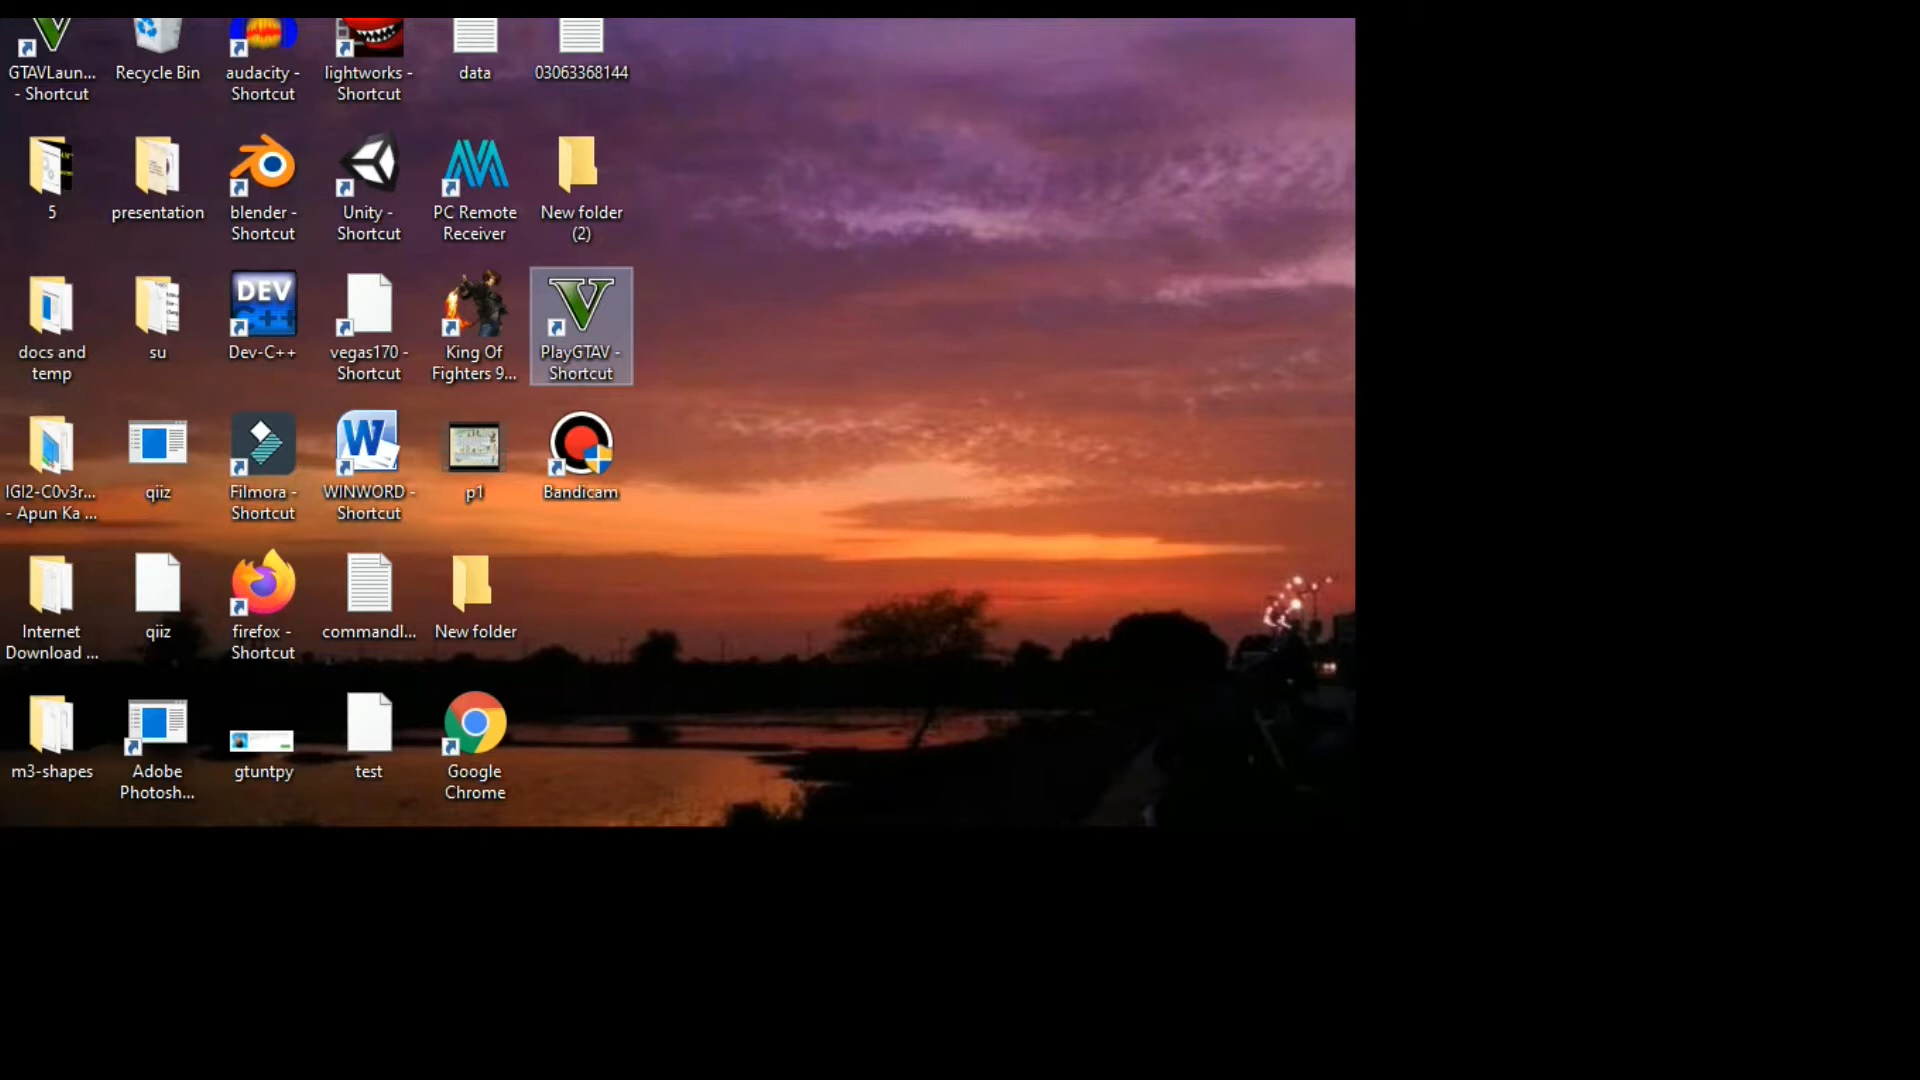 GTAVLaun...
- Shortcut
Recycle Bin
audacity -
Shortcut
lightworks -
Shortcut
data
03063368144
5
presentation
blender -
Shortcut
Unity -
Shortcut
PC Remote
Receiver
New folder
(2)
docs and
temp
su
DEV
C++
Dev-C++
vegas170 -
Shortcut
King Of
Fighters 9...
PlayGTAV -
Shortcut
IGI2-C0v3r...
- Apun Ka ...
qiiz
Filmora -
Shortcut
W
WINWORD -
Shortcut
p1
Bandicam
Internet
Download ...
qiiz
firefox -
Shortcut
commandl...
New folder
m3-shapes
Adobe
Photosh...
gtuntpy
test
Google
Chrome